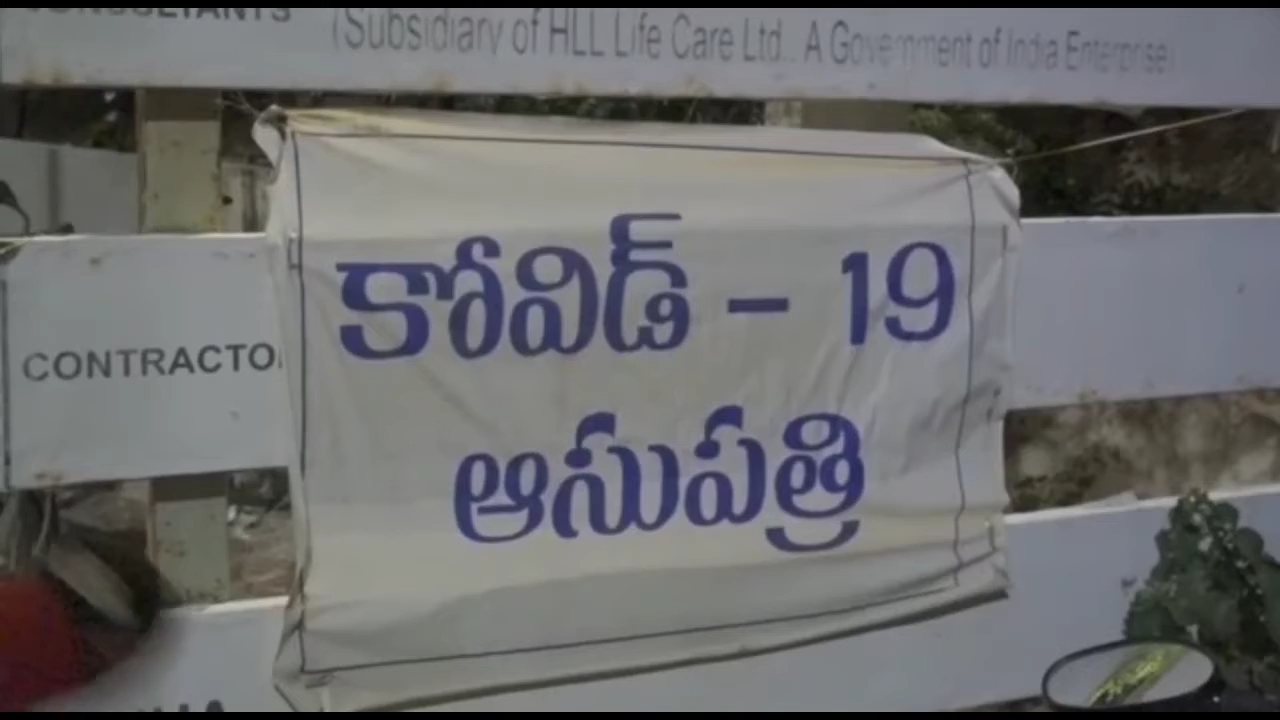 CONSULTANTS
(Subsidiary of HLL Life Care Ltd., A Government of India Enterprise)
కోవిడ్ - 19
CONTRACTO
ఆసుపత్రి